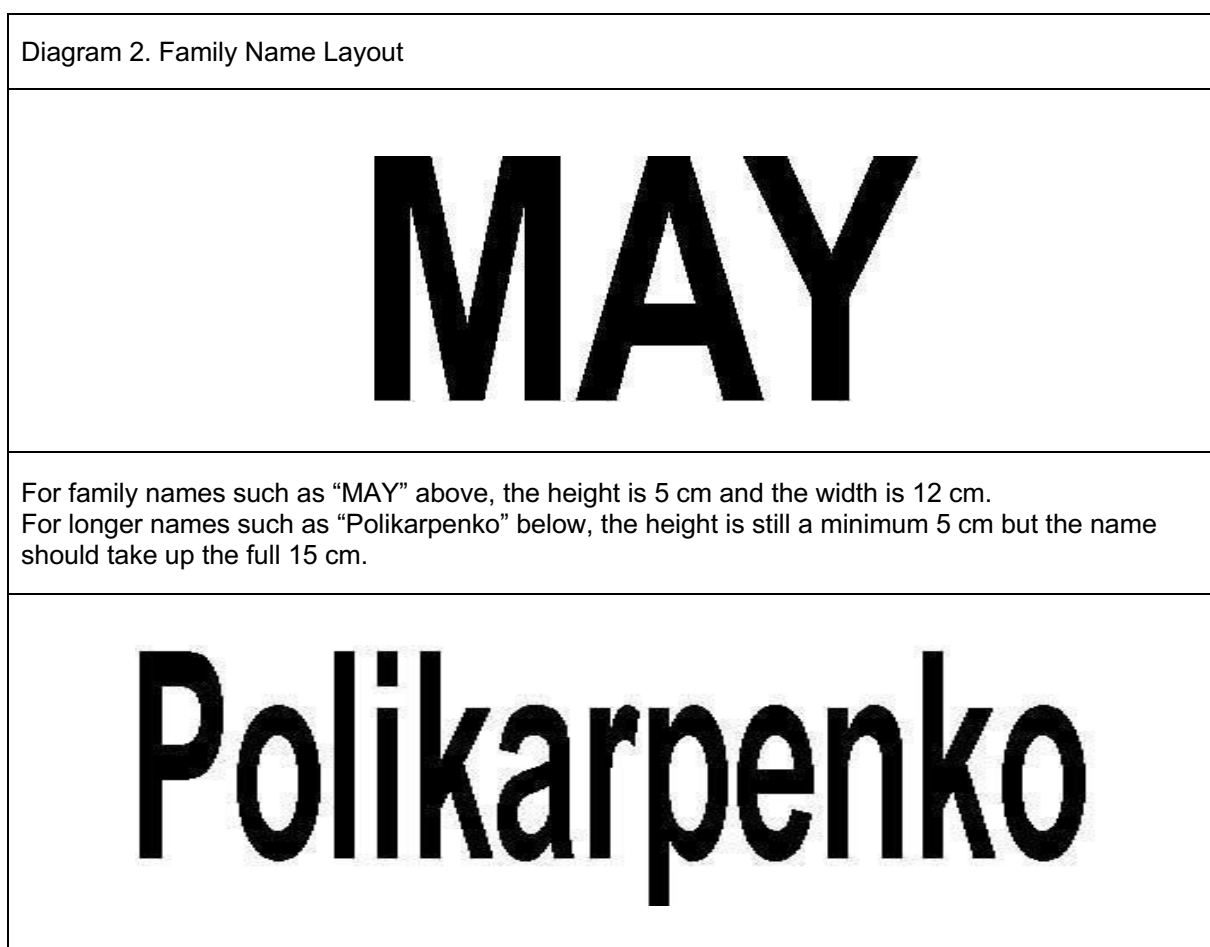 Diagram 2. Family Name Layout
MAY
For family names such as “MAY” above, the height is 5 cm and the width is 12 cm.
For longer names such as “Polikarpenko” below, the height is still a minimum 5 cm but the name
should take up the full 15 cm.
Polikarpenko